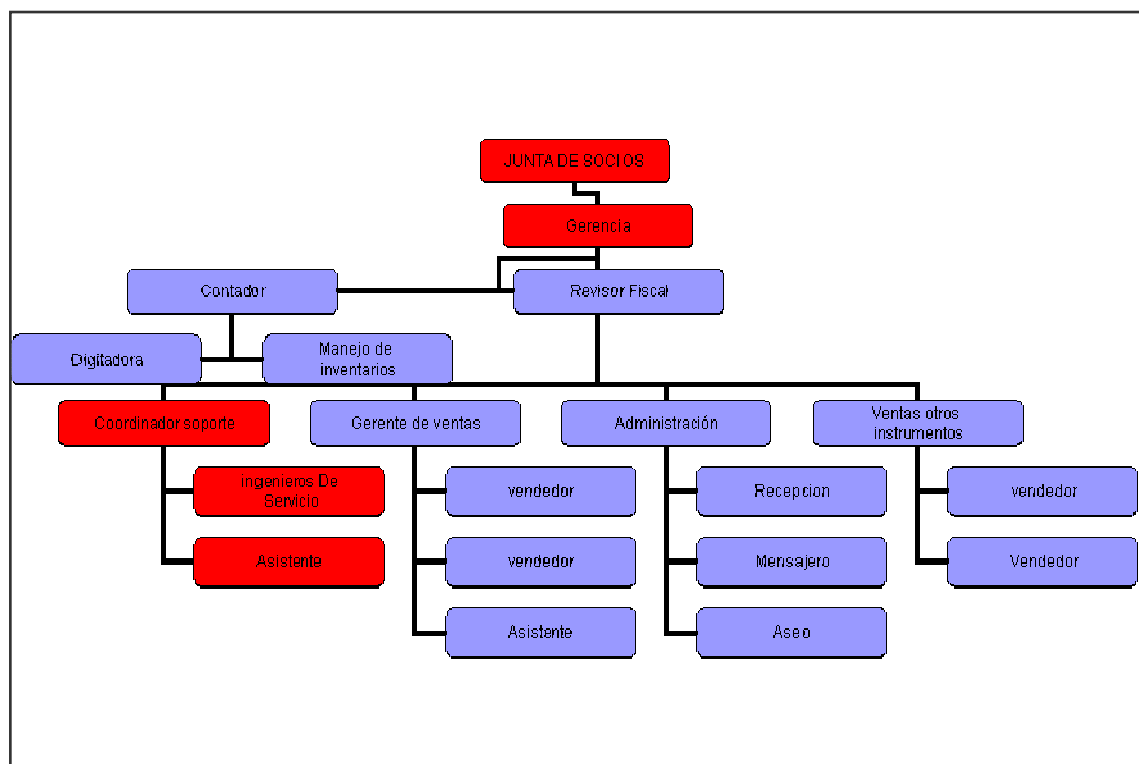 JUNTA DE SOCIOS
Gerencia
Contador
Revisor Fiscal
Digitadora
Manejo de
inventarios
Coordinador soporte
Gerente de ventas
Administración
Ventas otros
instrumentos
ingenieros De
Servicio
vendedor
Recepcion
vendedor
Asistente
vendedor
Mensajero
Vendedor
Asistente
Aseo